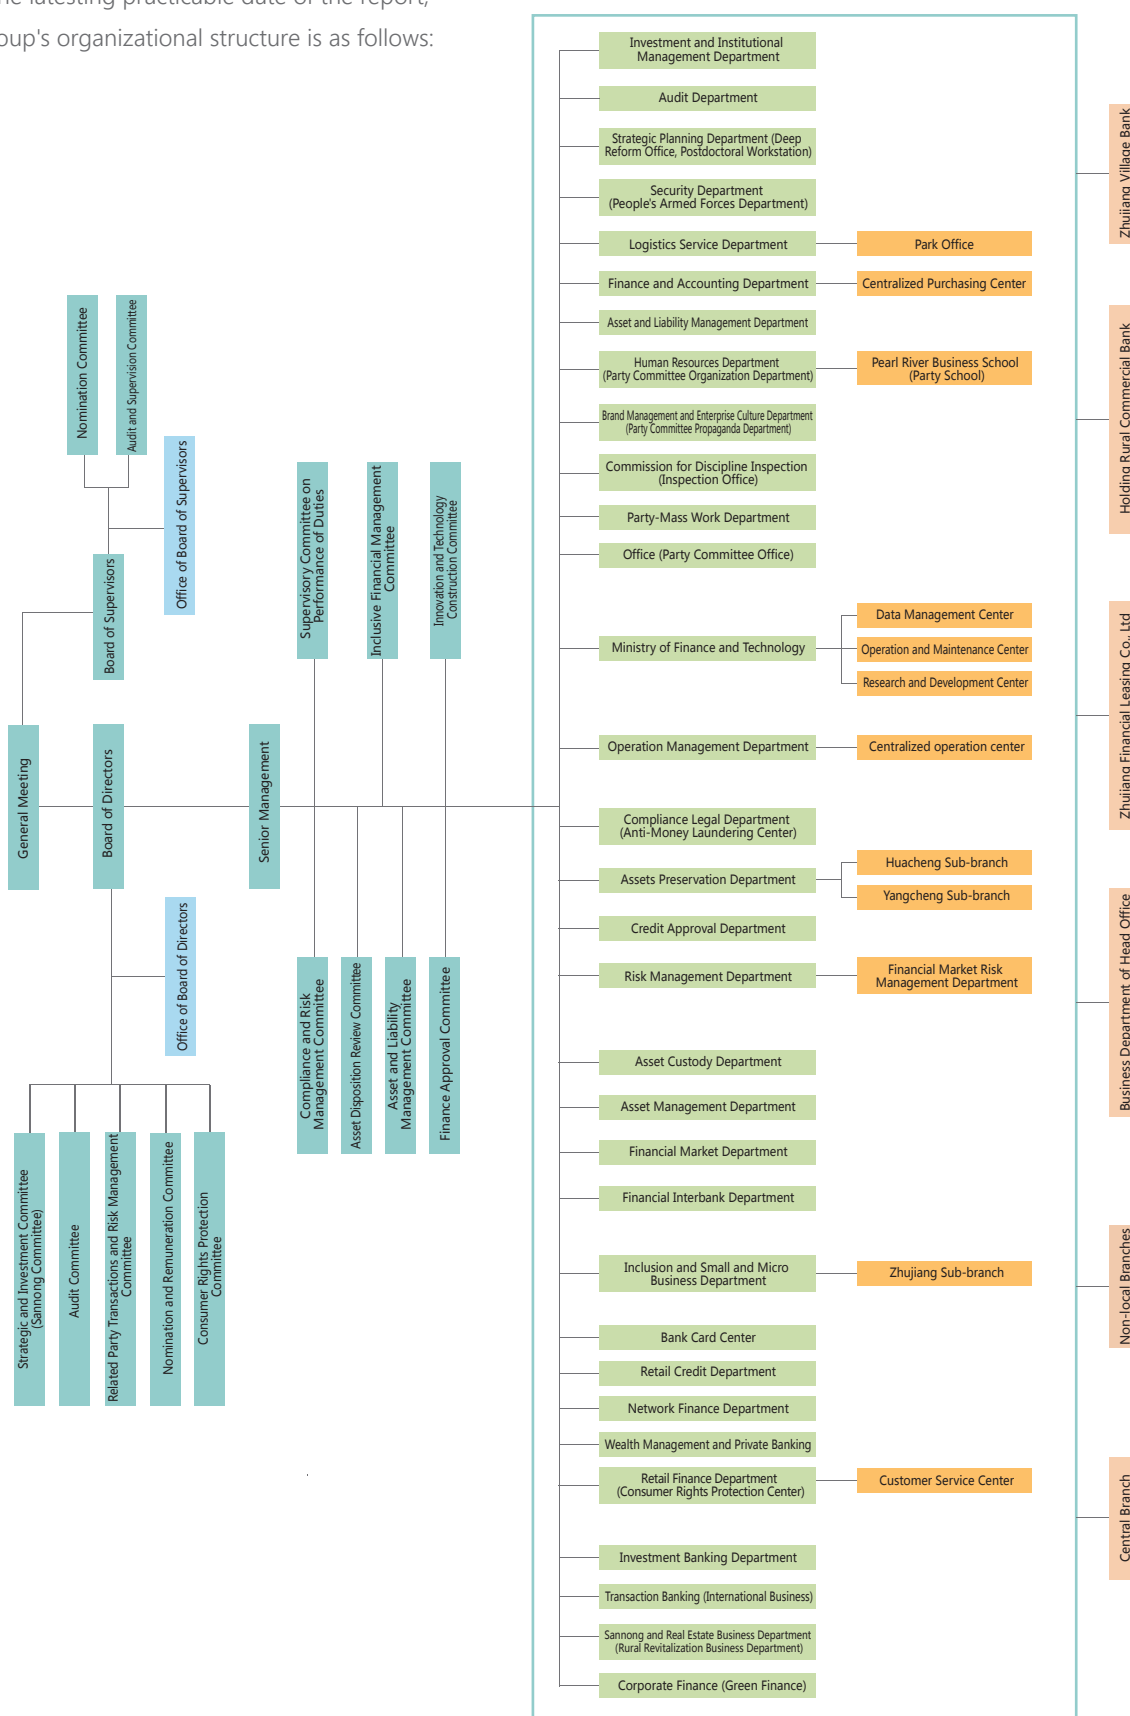 he latesting practicable date of the report,
oup's organizational structure is as follows:
Nomination Committee
Audit and Supervision Committee
Office of Board of Supervisors
Board of Supervisors
General Meeting
Board of Directors
Office of Board of Directors
Strategic and Investment Committee
(Sannong Committee)
Audit Committee
Related Party Transactions and Risk Management
Committee
Nomination and Remuneration Committee
Consumer Rights Protection
Committee
Senior Management
Supervisory Committee on
Performance of Duties
Inclusive Financial Management
Committee
Innovation and Technology
Construction Committee
Compliance and Risk
Management Committee
Asset Disposition Review Committee
Asset and Liability
Management Committee
Finance Approval Committee
Investment and Institutional
Management Department
Audit Department
Strategic Planning Department (Deep
Reform Office, Postdoctoral Workstation)
Security Department
(People's Armed Forces Department)
Logistics Service Department
Park Office
Finance and Accounting Department
Centralized Purchasing Center
Asset and Liability Management Department
Human Resources Department
(Party Committee Organization Department)
Pearl River Business School
(Party School)
Brand Management and Enterprise Culture Department
(Party Committee Propaganda Department)
Commission for Discipline Inspection
(Inspection Office)
Party-Mass Work Department
Office (Party Committee Office)
Ministry of Finance and Technology
Data Management Center
Operation and Maintenance Center
Research and Development Center
Operation Management Department
Centralized operation center
Compliance Legal Department
(Anti-Money Laundering Center)
Assets Preservation Department
Huacheng Sub-branch
Yangcheng Sub-branch
Credit Approval Department
Risk Management Department
Financial Market Risk
Management Department
Asset Custody Department
Asset Management Department
Financial Market Department
Financial Interbank Department
Inclusion and Small and Micro
Business Department
Zhujiang Sub-branch
Bank Card Center
Retail Credit Department
Network Finance Department
Wealth Management and Private Banking
Retail Finance Department
(Consumer Rights Protection Center)
Customer Service Center
Investment Banking Department
Transaction Banking (International Business)
Sannong and Real Estate Business Department
(Rural Revitalization Business Department)
Corporate Finance (Green Finance)
Zhujiang Village Bank
Holding Rural Commercial Bank
Zhujiang Financial Leasing Co., Ltd
Business Department of Head Office
Non-local Branches
Central Branch